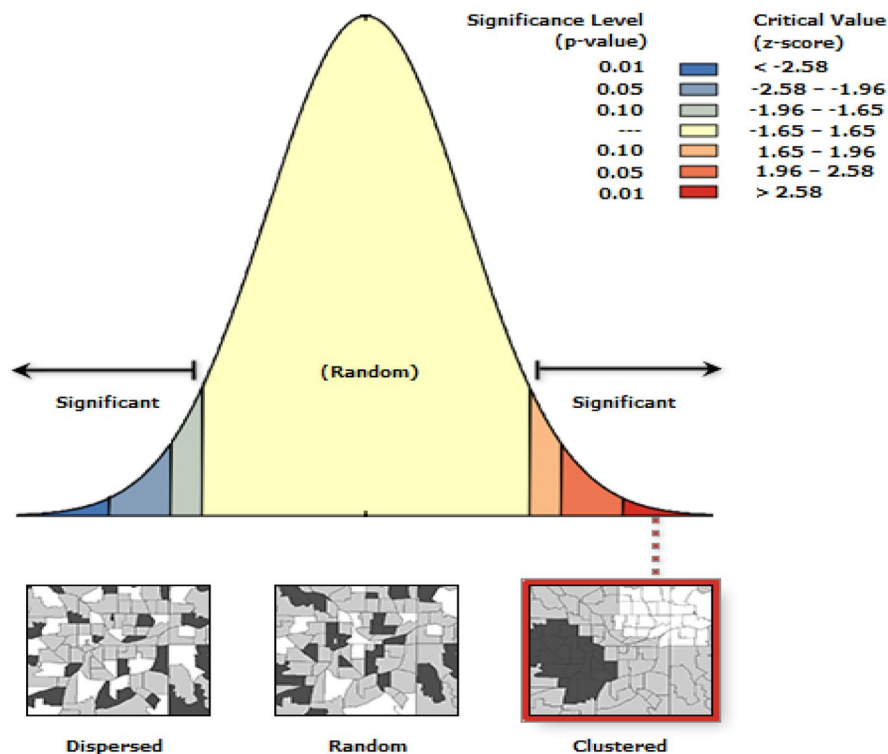 Significance Level Critical Value
(p-value) (z-score)
0.01 < -2.58
0.05 -2.58 – -1.96
0.10 -1.96 – -1.65
--- -1.65 – 1.65
0.10 1.65 – 1.96
0.05 1.96 – 2.58
0.01 > 2.58
(Random)
Significant Significant
Dispersed Random Clustered